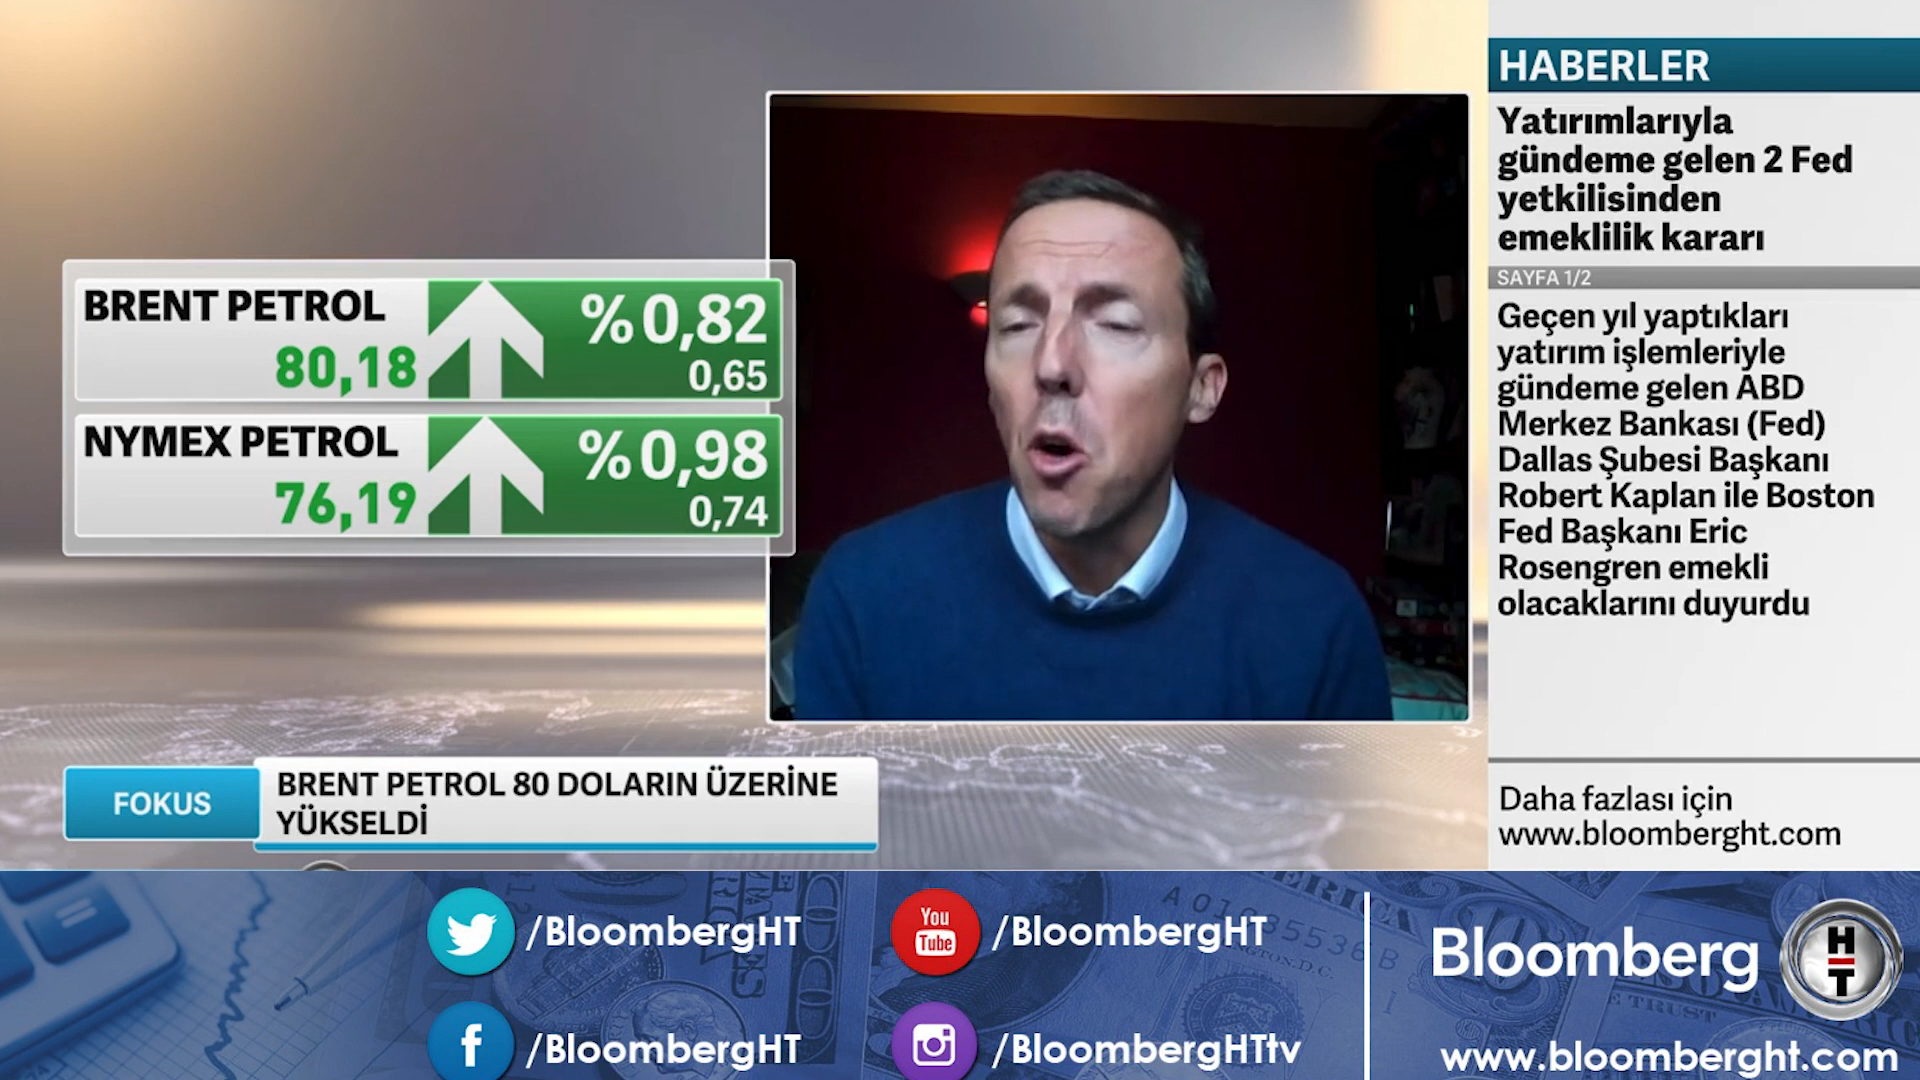 HABERLER
Yatırımlarıyla
gündeme gelen 2 Fed
yetkilisinden
emeklilik kararı
SAYFA 1/2
Geçen yıl yaptıkları
yatırım işlemleriyle
gündeme gelen ABD
Merkez Bankası (Fed)
Dallas Şubesi Başkanı
Robert Kaplan ile Boston
Fed Başkanı Eric
Rosengren emekli
olacaklarını duyurdu
Daha fazlası için
www.bloomberght.com
BRENT PETROL
80,18
%0,82
0,65
NYMEX PETROL
76,19
%0,98
0,74
FOKUS
BRENT PETROL 80 DOLARIN ÜZERİNE
YÜKSELDİ
/BloombergHT
You
Tube
/BloombergHT
/BloombergHT
/BloombergHTtv
Bloomberg
H
T
www.bloomberght.com